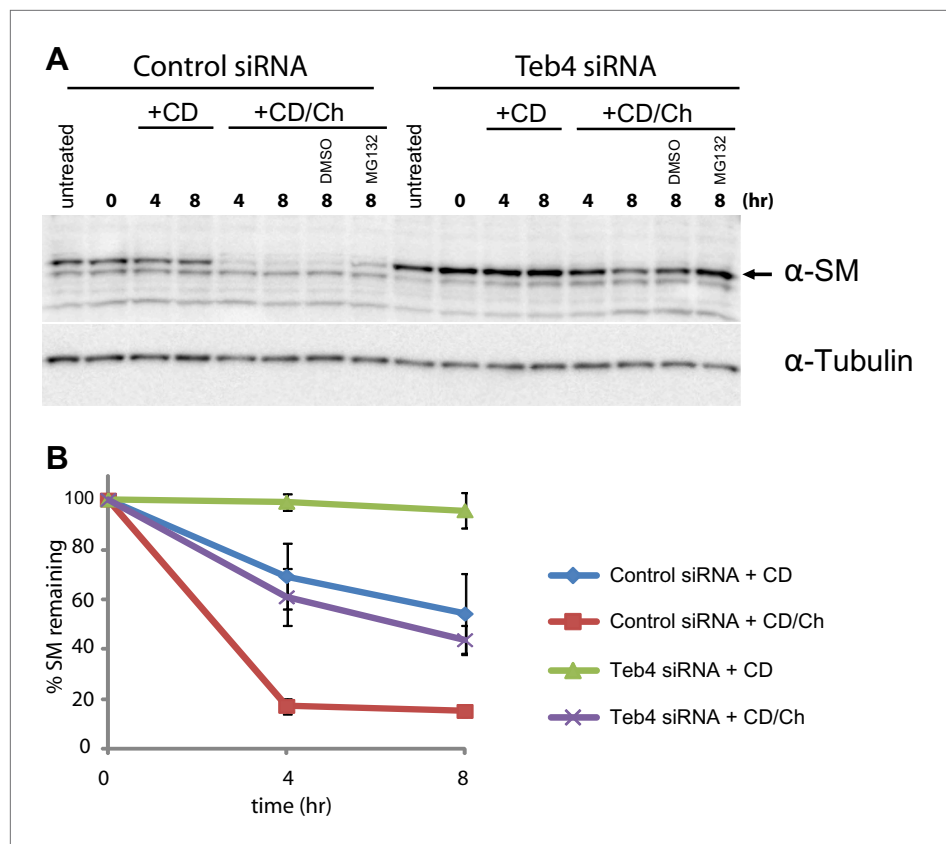 A
Control siRNA
Teb4 siRNA
+CD
+CD/Ch
+CD
+CD/Ch
untreated
DMSO
MG132
untreated
DMSO
MG132
0 4 8 4 8 8 8 0 4 8 4 8 8 8 (hr)
α-SM
α-Tubulin
B
100
80
60
40
20
0
% SM remaining
0 4 8
time (hr)
Control siRNA + CD
Control siRNA + CD/Ch
Teb4 siRNA + CD
Teb4 siRNA + CD/Ch